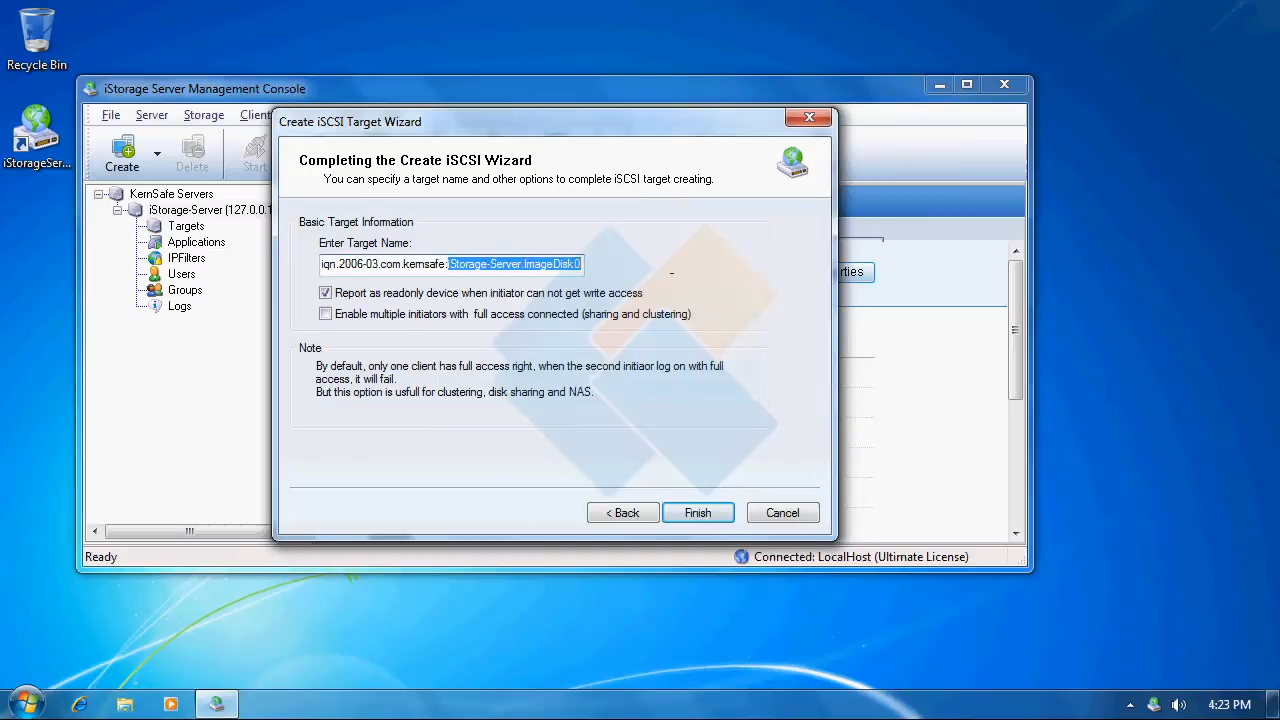 Recycle Bin
iStorageSer...
iStorage Server Management Console
File Server Storage Client
Create Delete Start
KernSafe Servers
iStorage-Server (127.0.0.1
Targets
Applications
IPFilters
Users
Groups
Logs
Create iSCSI Target Wizard
Completing the Create iSCSI Wizard
You can specify a target name and other options to complete iSCSI target creating.
Basic Target Information
Enter Target Name:
iqn.2006-03.com.kernsafe:iStorage-Server.ImageDisk0
Report as readonly device when initiator can not get write access
Enable multiple initiators with full access connected (sharing and clustering)
Note
By default, only one client has full access right, when the second initiaor log on with full
access, it will fail.
But this option is usfull for clustering, disk sharing and NAS.
< Back Finish Cancel
rties
Ready
Connected: LocalHost (Ultimate License)
4:23 PM